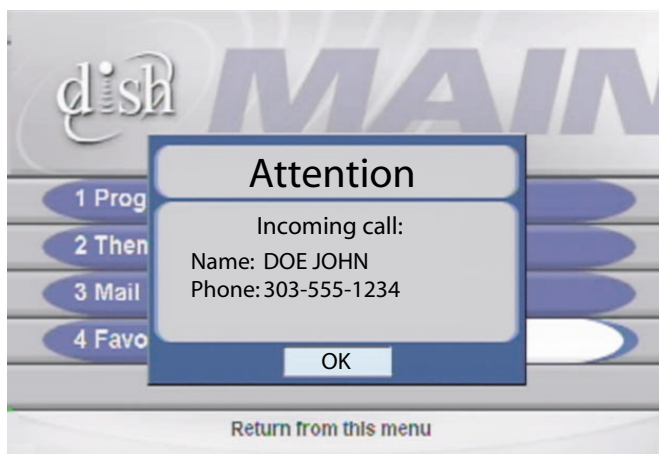 dish MAIN
Attention
Incoming call:
Name: DOE JOHN
Phone: 303-555-1234
OK
1 Prog
2 Then
3 Mail
4 Favo
Return from this menu